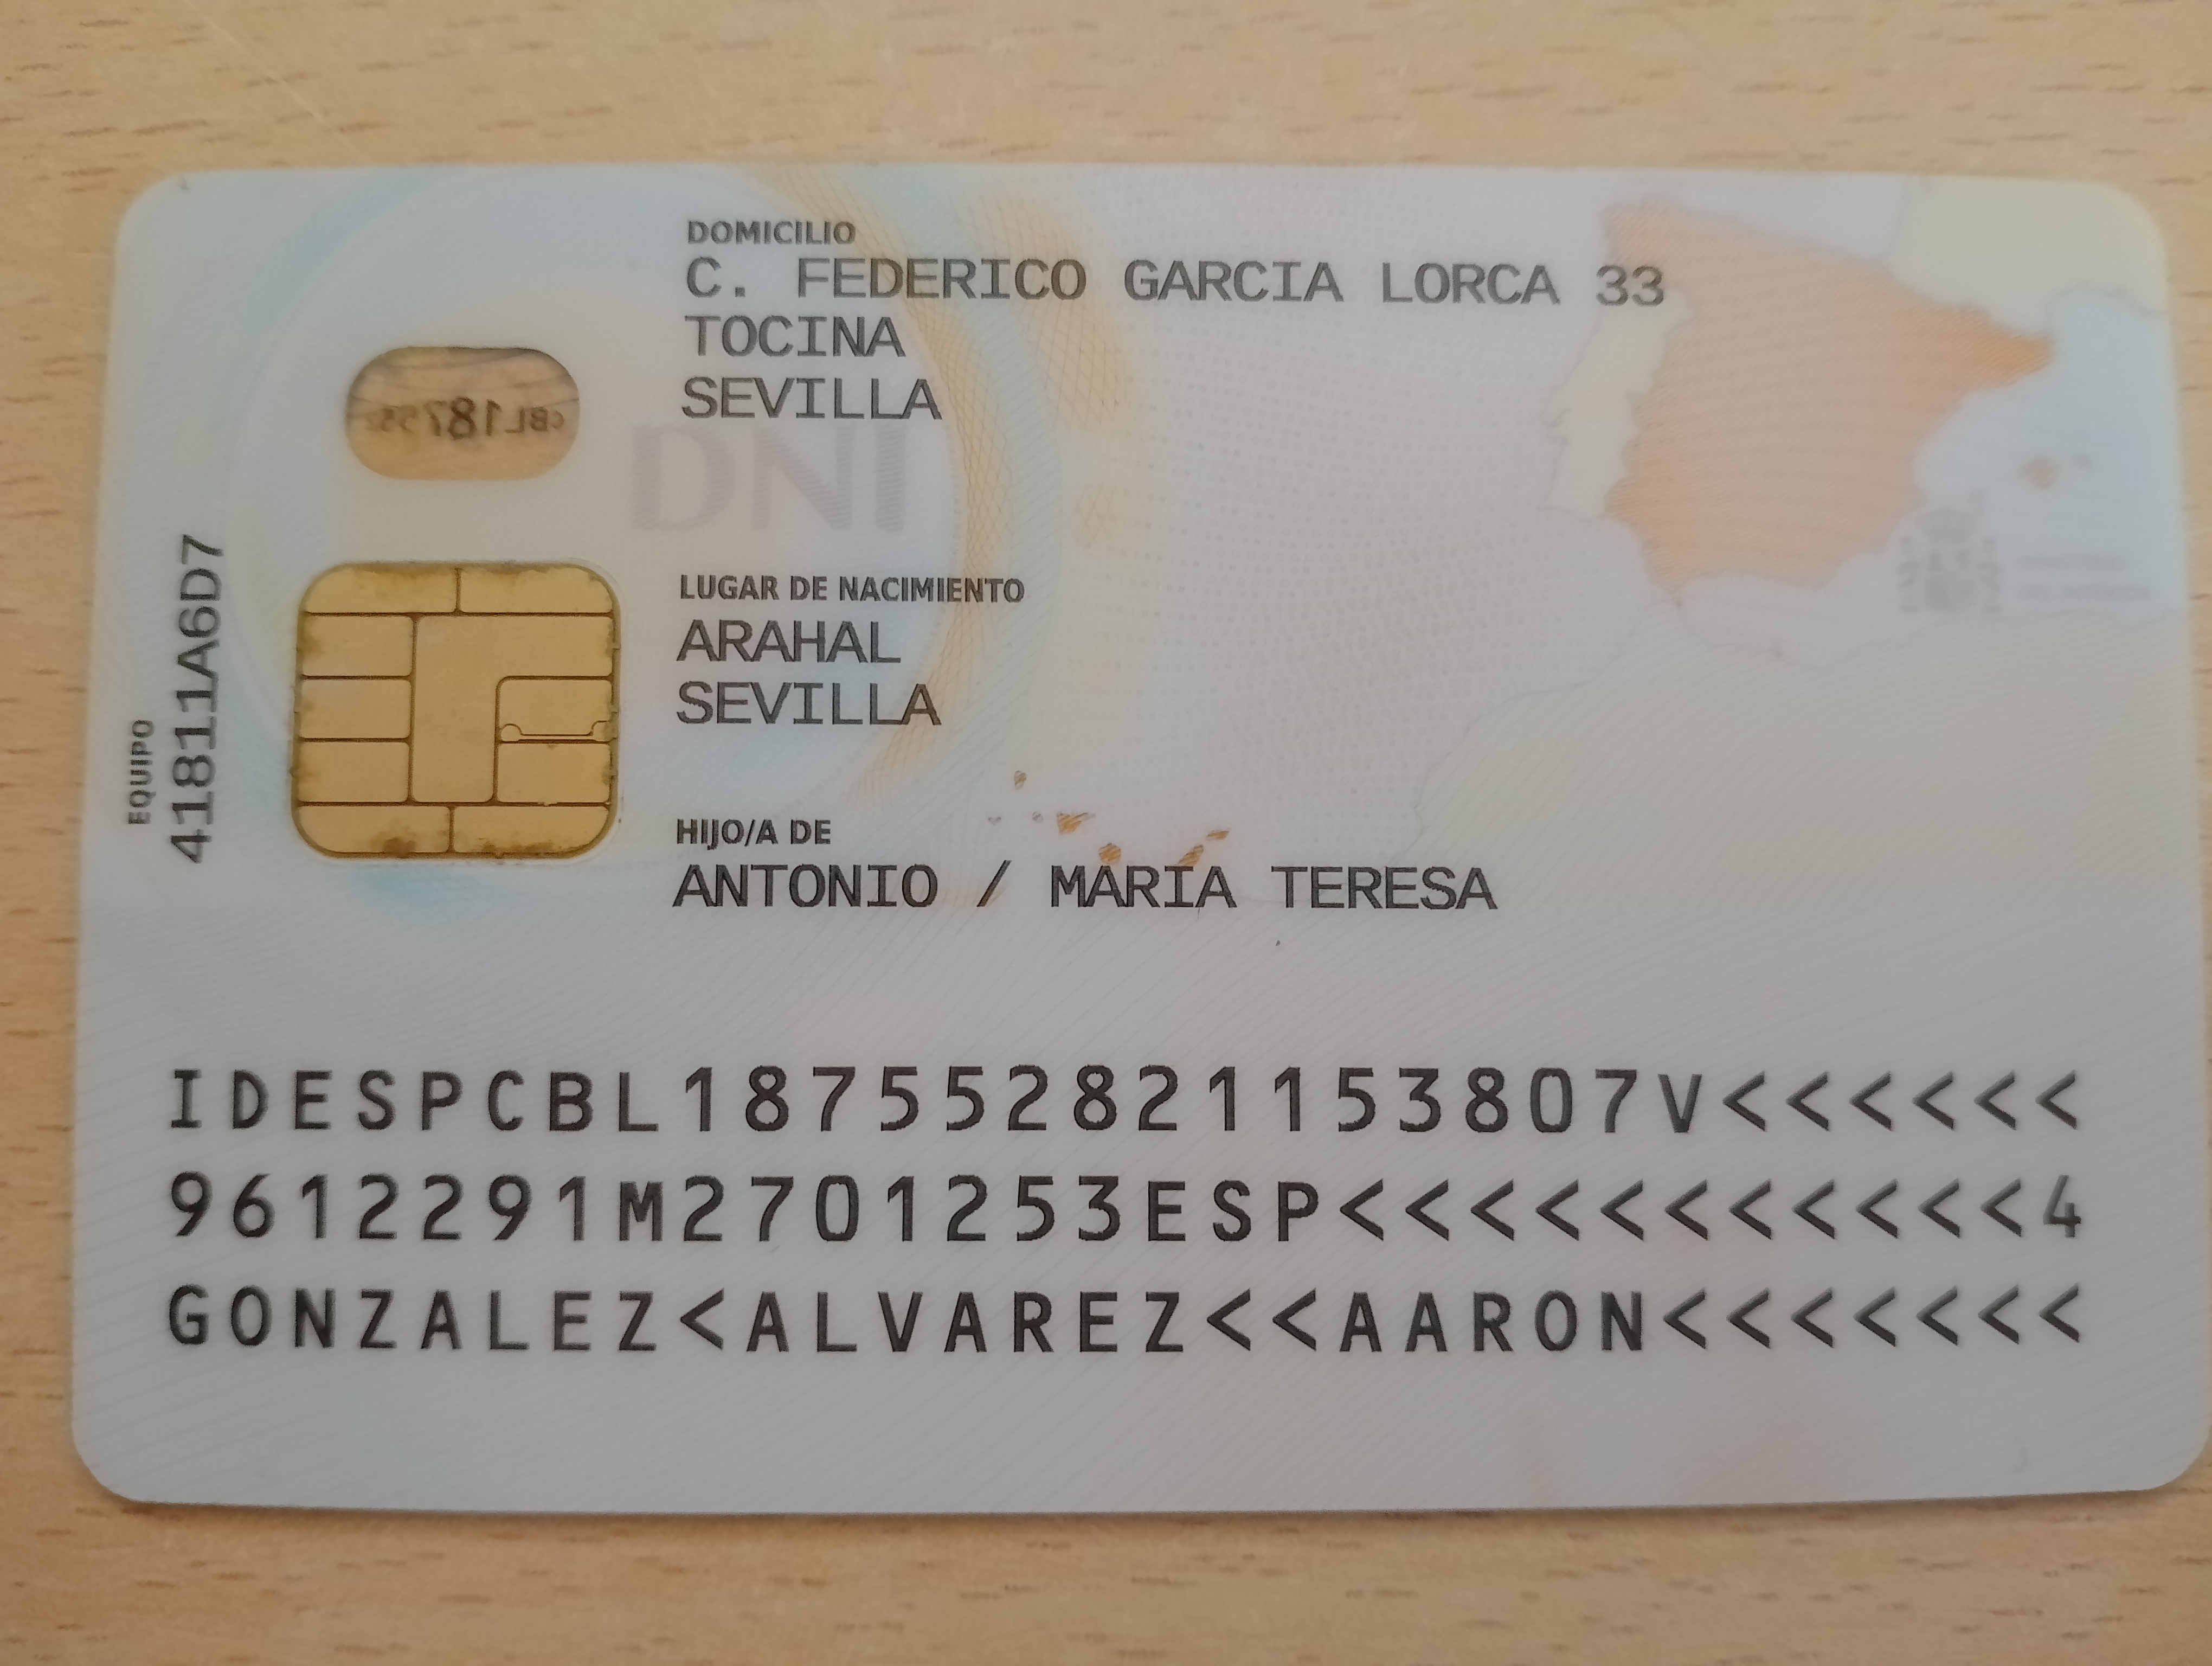 DOMICILIO
C. FEDERICO GARCIA LORCA 33
TOCINA
SEVILLA
CBL18755
DNI
LUGAR DE NACIMIENTO
ARAHAL
SEVILLA
EQUIPO
41811A6D7
HIJO/A DE
ANTONIO / MARIA TERESA
IDESPCBL187552821153807V<<<<<<
9612291M2701253ESP<<<<<<<<<<<4
GONZALEZ<ALVAREZ<<AARON<<<<<<<